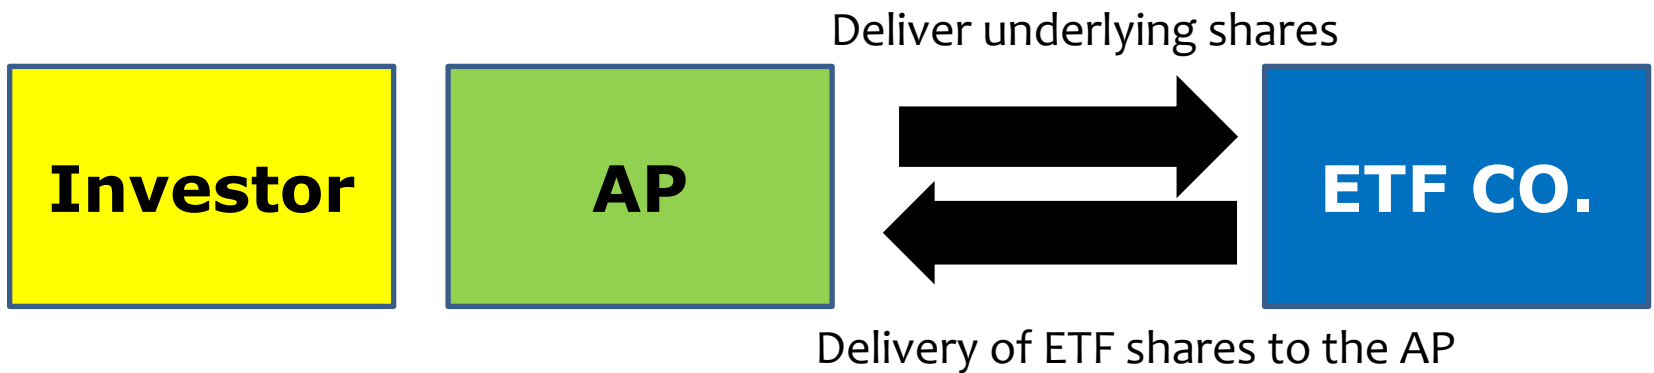 Deliver underlying shares
Investor
AP
ETF CO.
Delivery of ETF shares to the AP